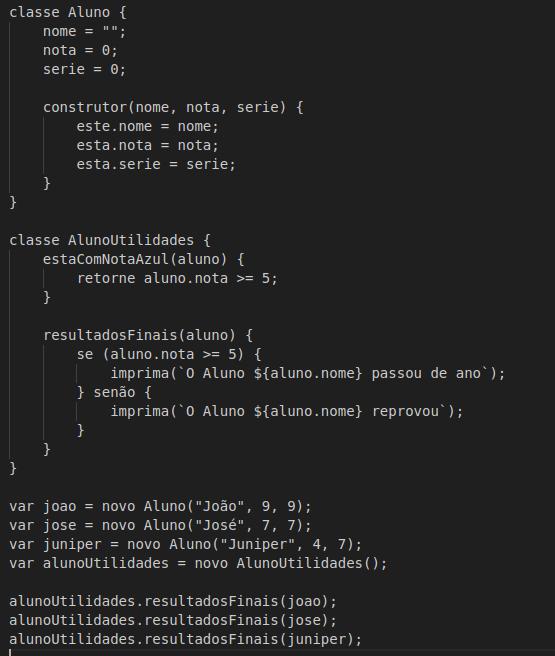 classe Aluno {
    nome = "";
    nota = 0;
    serie = 0;

    construtor(nome, nota, serie) {
        este.nome = nome;
        esta.nota = nota;
        esta.serie = serie;
    }
}

classe AlunoUtilidades {
    estaComNotaAzul(aluno) {
        retorne aluno.nota >= 5;
    }

    resultadosFinais(aluno) {
        se (aluno.nota >= 5) {
            imprima(`O Aluno ${aluno.nome} passou de ano`);
        } senão {
            imprima(`O Aluno ${aluno.nome} reprovou`);
        }
    }
}

var joao = novo Aluno("João", 9, 9);
var jose = novo Aluno("José", 7, 7);
var juniper = novo Aluno("Juniper", 4, 7);
var alunoUtilidades = novo AlunoUtilidades();

alunoUtilidades.resultadosFinais(joao);
alunoUtilidades.resultadosFinais(jose);
alunoUtilidades.resultadosFinais(juniper);